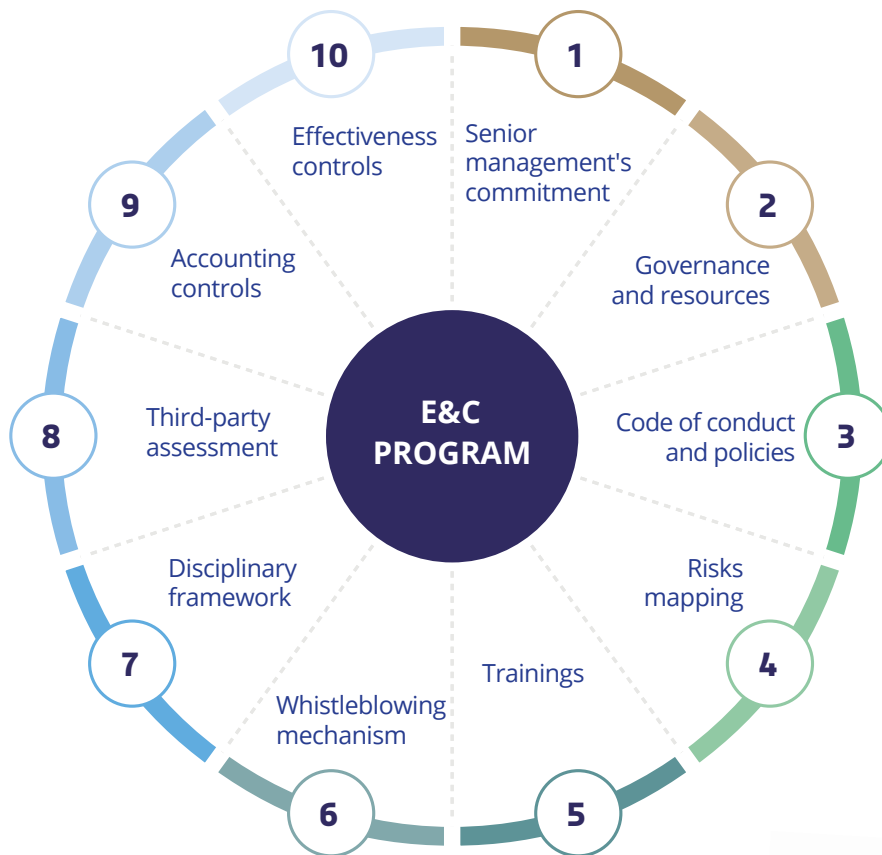 E&C
PROGRAM
1
Senior
management's
commitment
2
Governance
and resources
3
Code of conduct
and policies
4
Risks
mapping
5
Trainings
6
Whistleblowing
mechanism
7
Disciplinary
framework
8
Third-party
assessment
9
Accounting
controls
10
Effectiveness
controls